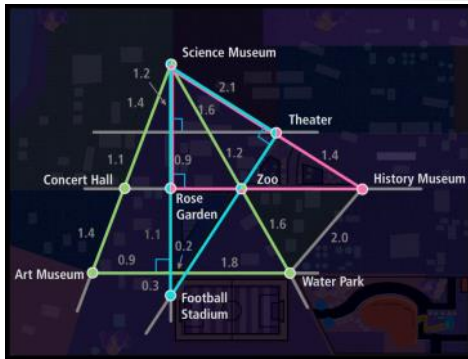 Science Museum
1.2
1.4
2.1
1.6
Theater
1.1
0.9
1.2
1.4
Concert Hall
Zoo
History Museum
Rose
Garden
1.4
1.1
1.6
2.0
0.9
0.2
1.8
Art Museum
0.3
Water Park
Football
Stadium